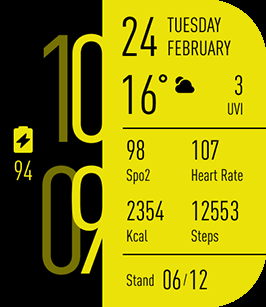 10
09
94
24 TUESDAY
FEBRUARY
16° 3
UVI
98 107
Spo2 Heart Rate
2354 12553
Kcal Steps
Stand 06/12